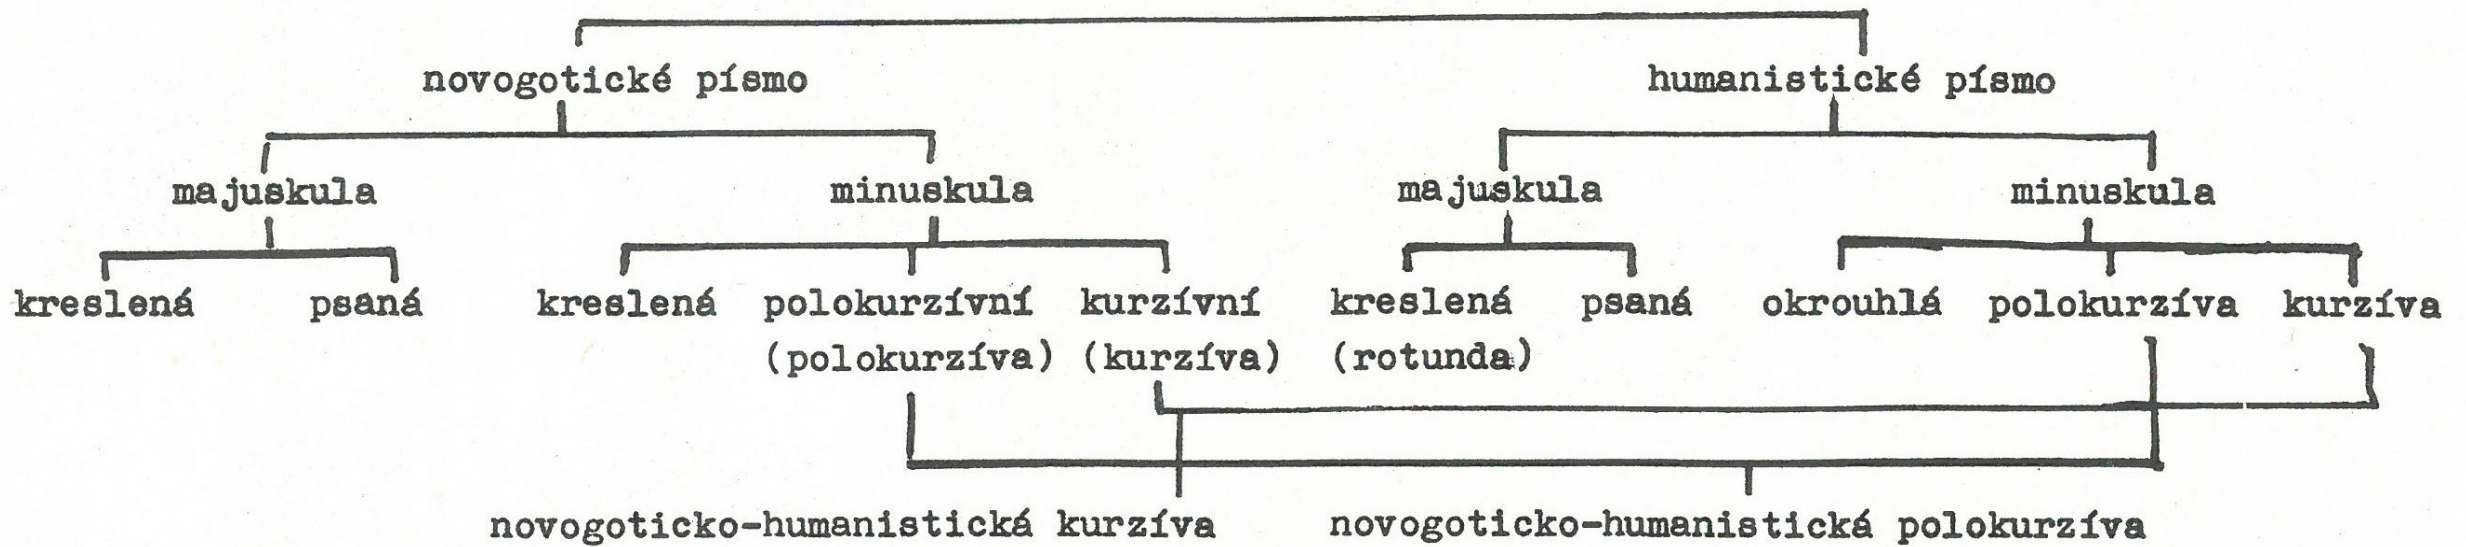 novogotické písmo humanistické písmo
majuskula minuskula majuskula minuskula
kreslená psaná kreslená polokurzívní kurzívní kreslená psaná okrouhlá polokurzíva kurzíva
(polokurzíva) (kurzíva) (rotunda)
novogoticko-humanistická kurzíva novogoticko-humanistická polokurzíva